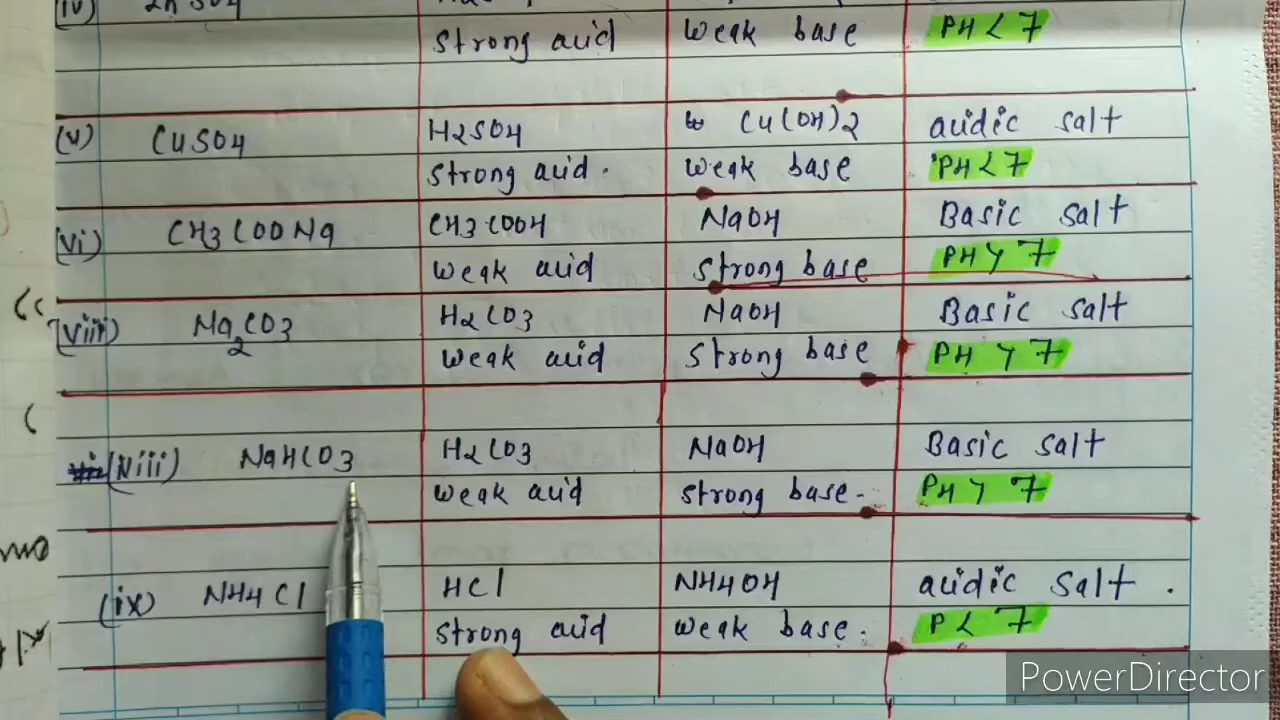 (iv) ZnSO4
Strong acid Weak base PH < 7
(v) CuSO4 H2SO4 Cu(OH)2 acidic salt
Strong acid. Weak base PH < 7
(vi) CH3COONa CH3COOH NaOH Basic salt
Weak acid Strong base PH > 7
(viii) Na2CO3 H2CO3 NaOH Basic salt
Weak acid Strong base PH > 7
(viii) NaHCO3 H2CO3 NaOH Basic salt
Weak acid strong base. PH > 7
(ix) NH4Cl HCl NH4OH acidic salt.
Strong acid Weak base. P < 7
PowerDirector